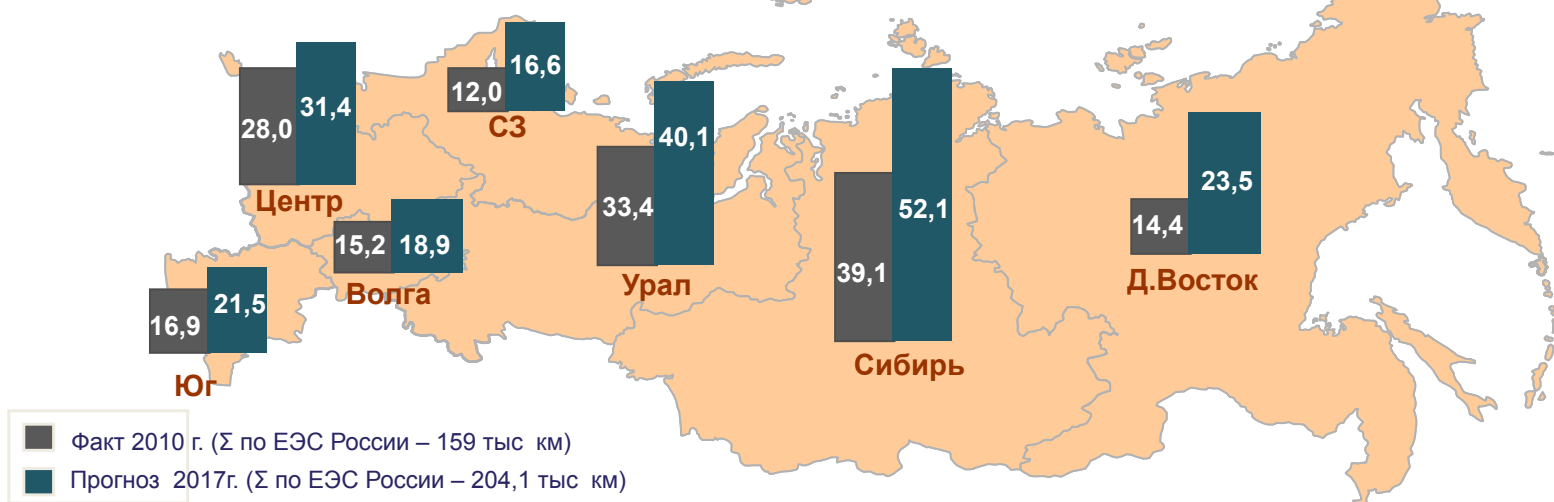 28,0
31,4
Центр
12,0
16,6
СЗ
15,2
18,9
Волга
16,9
21,5
Юг
33,4
40,1
Урал
39,1
52,1
Сибирь
14,4
23,5
Д.Восток
Факт 2010 г. (Σ по ЕЭС России – 159 тыс км)
Прогноз 2017г. (Σ по ЕЭС России – 204,1 тыс км)